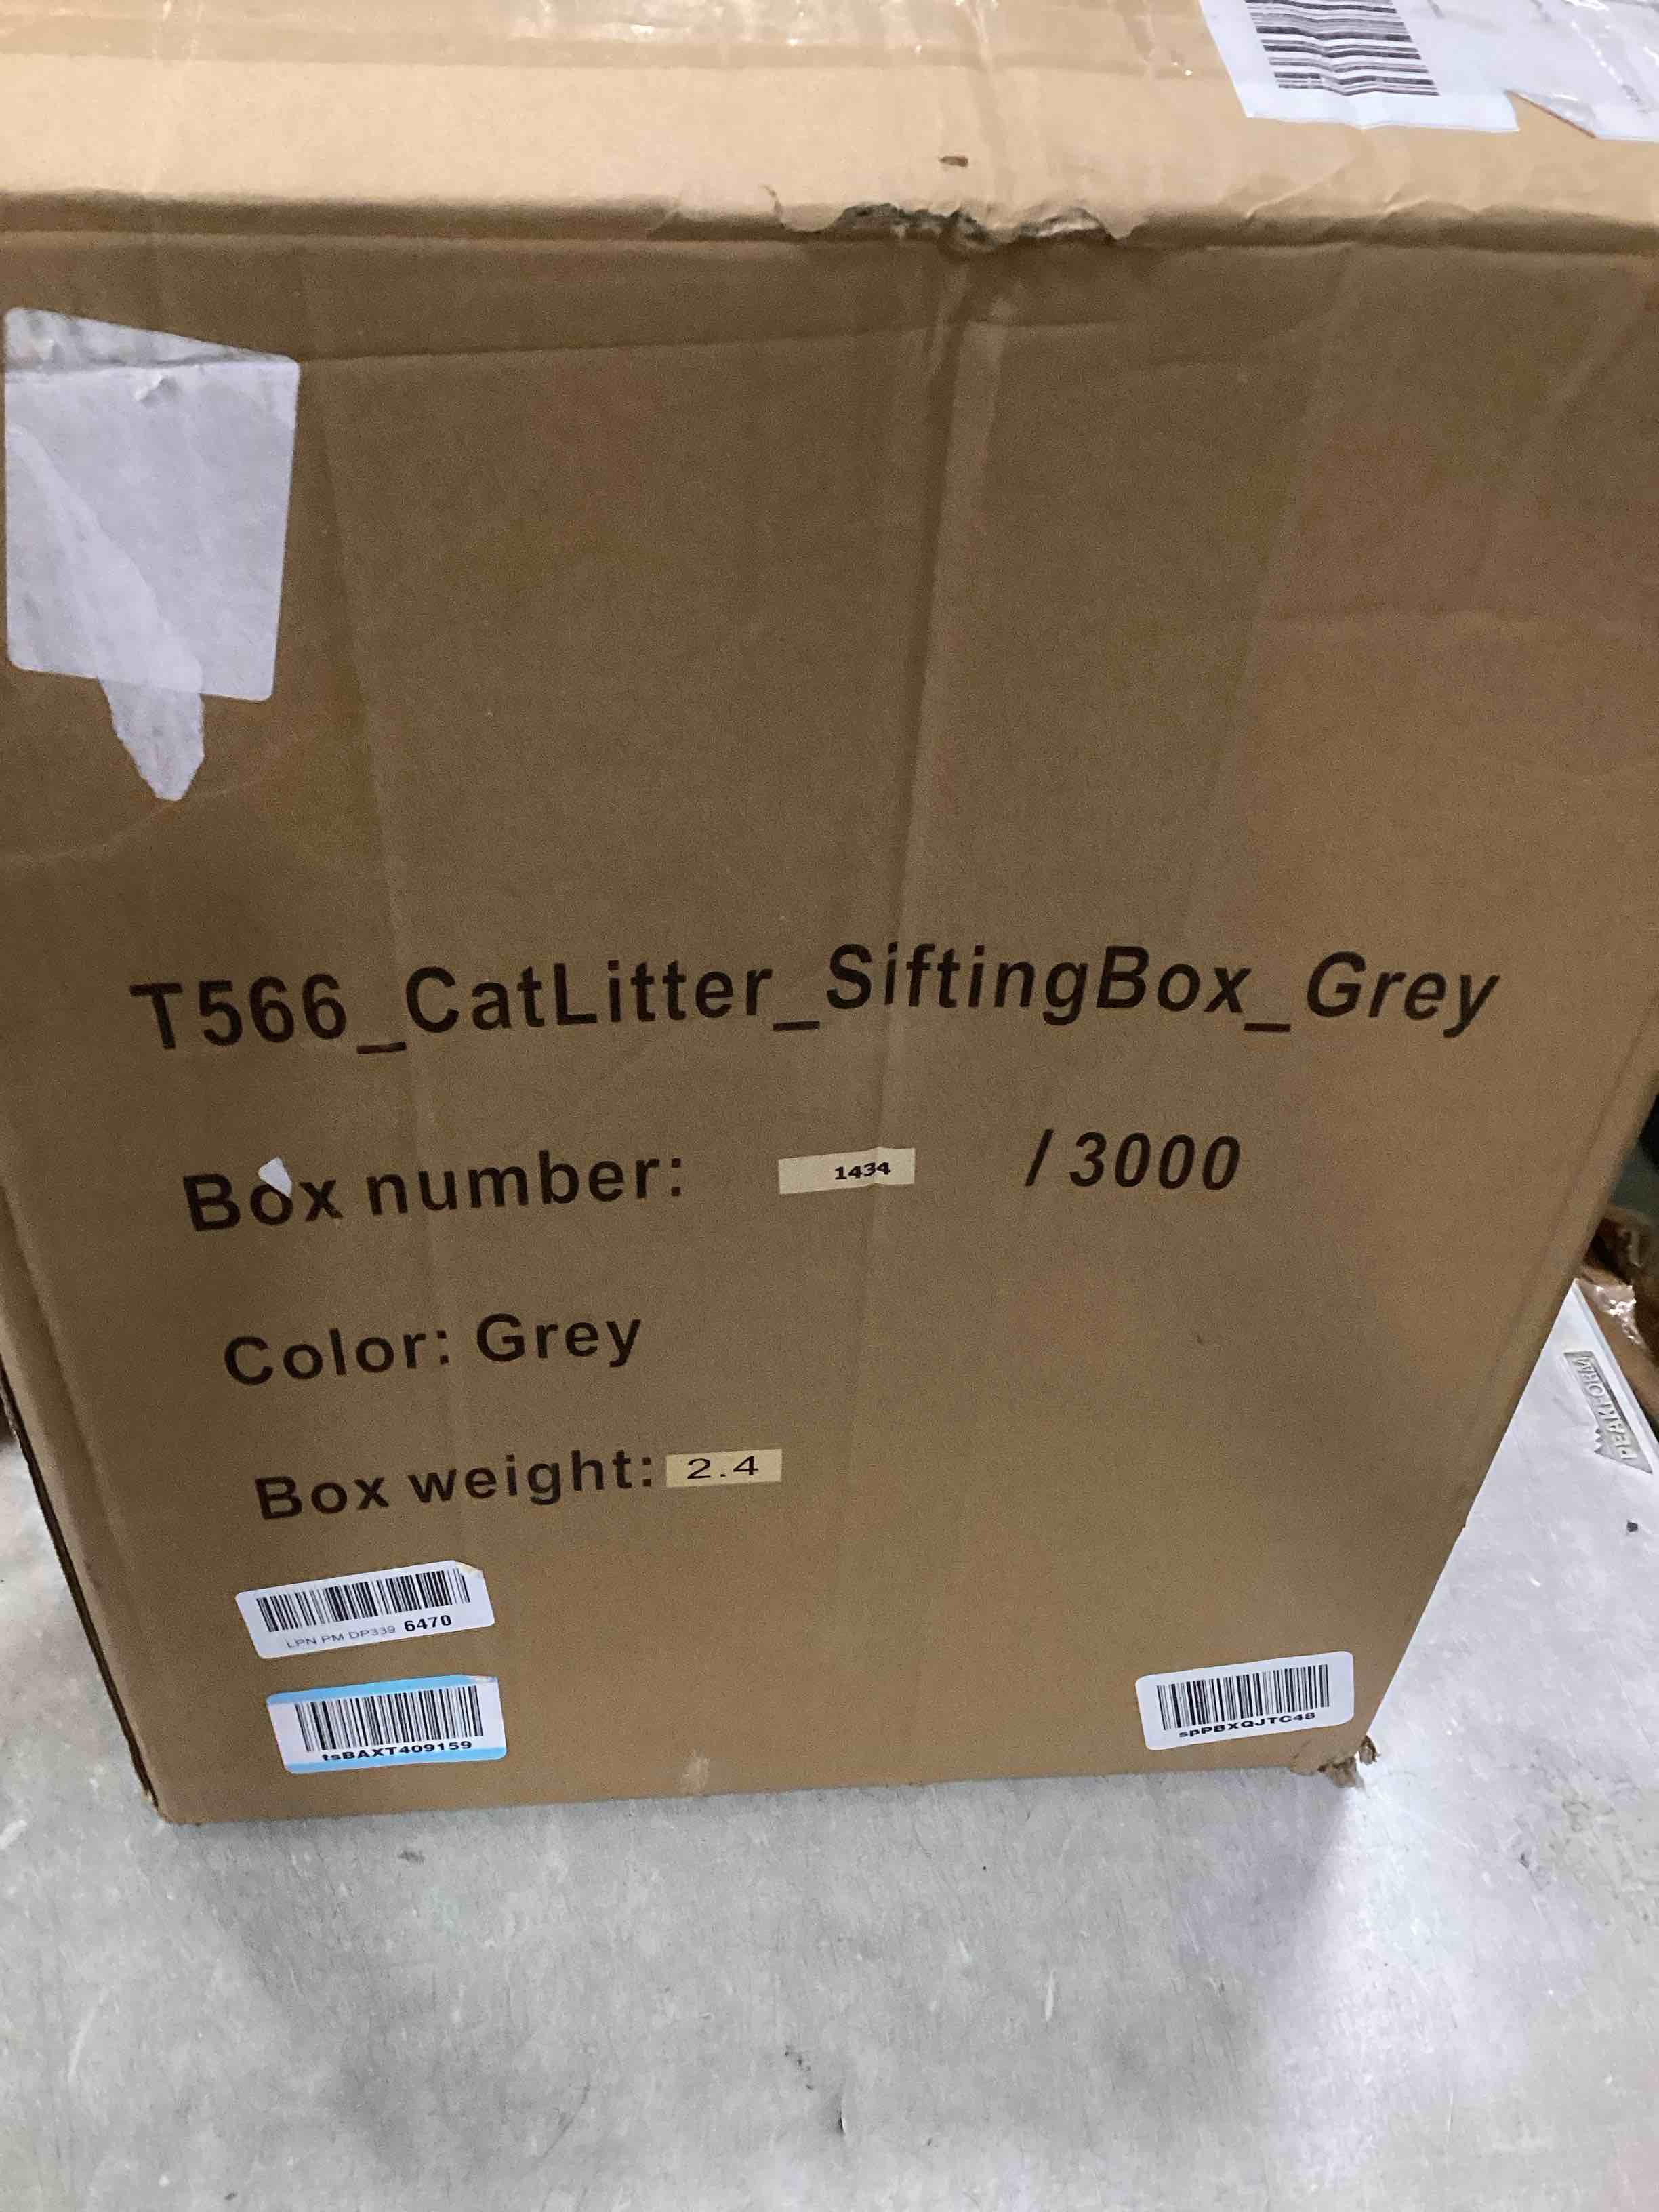 T566_CatLitter_SiftingBox_Grey
Box number: 1434 / 3000
Color: Grey
Box weight: 2.4
LPN PM DP339 6470
tsBAXT409159
spPBXQJTC48